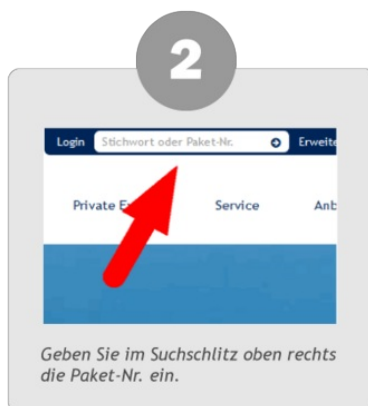 2
Login Stichwort oder Paket-Nr. Erweite
Private E Service Anb
Geben Sie im Suchschlitz oben rechts
die Paket-Nr. ein.